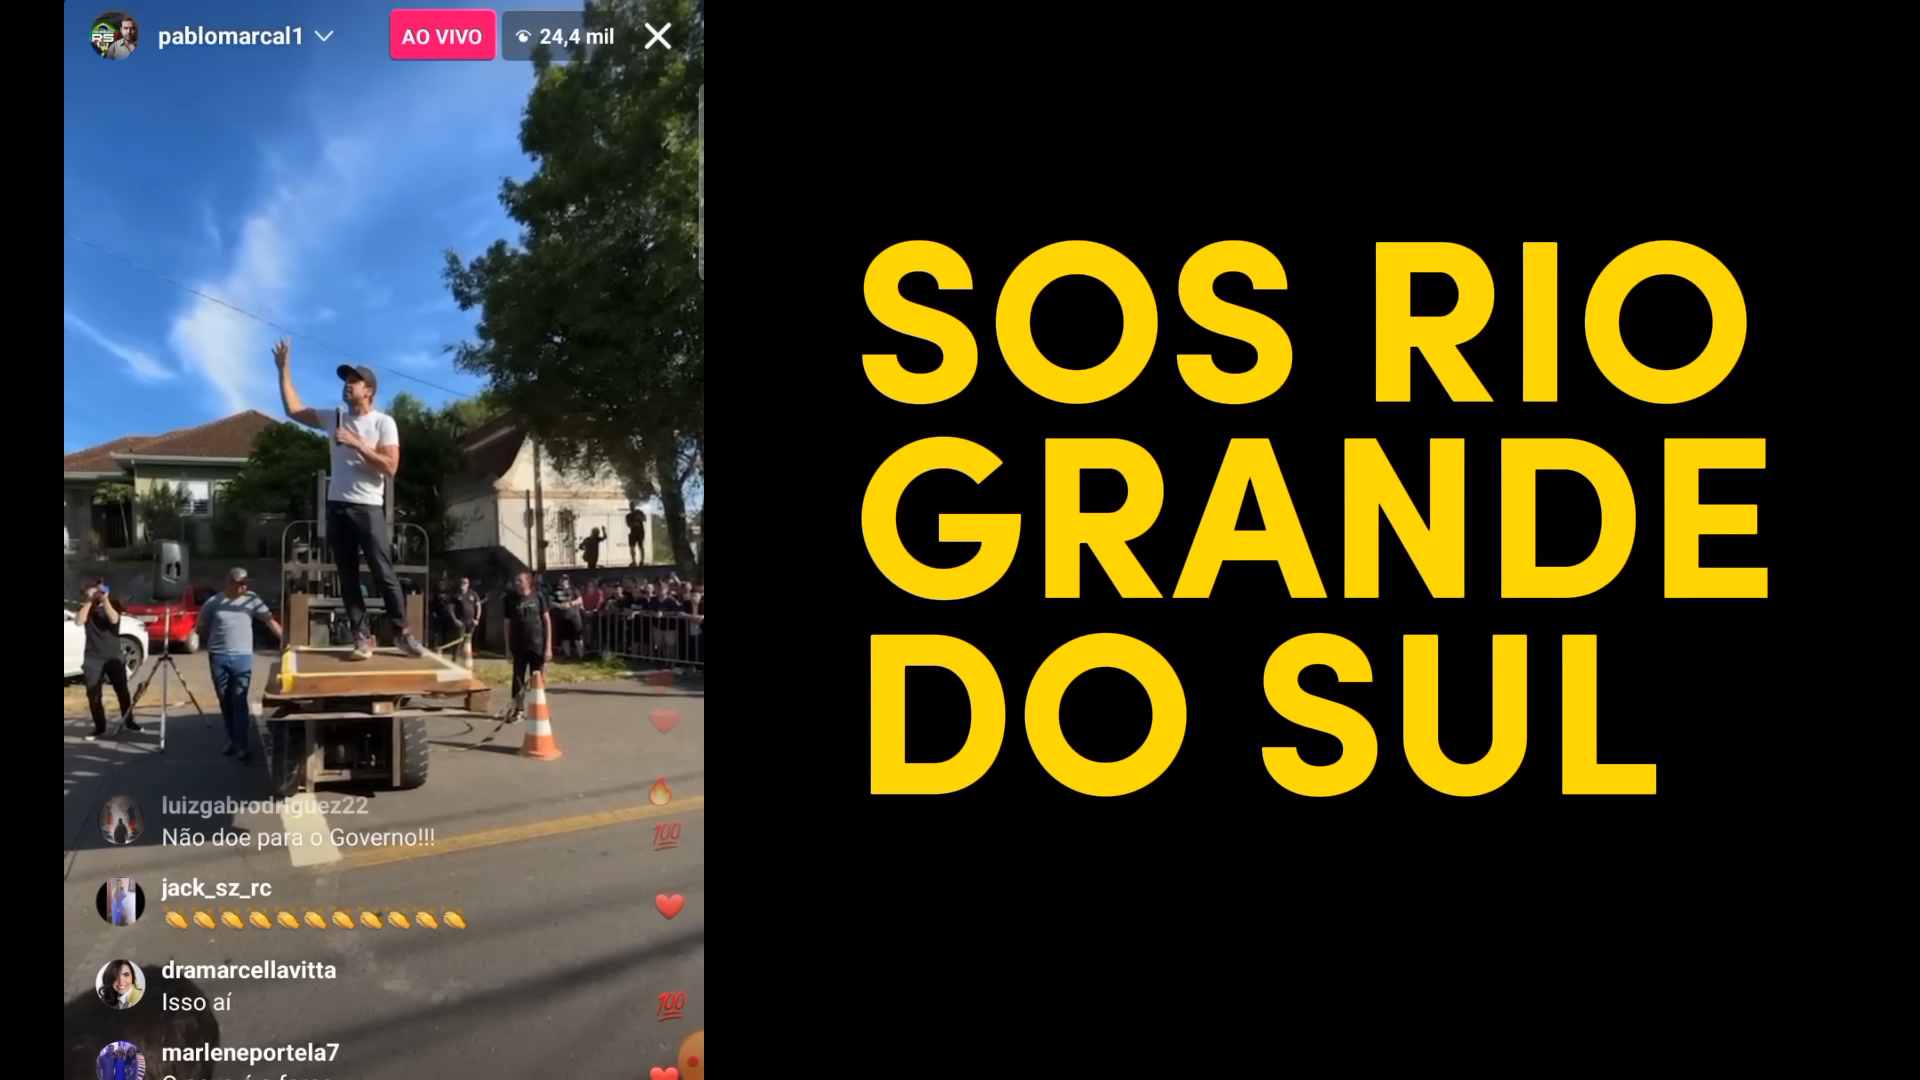 pablomarcal1
AO VIVO
24,4 mil
SOS RIO
GRANDE
DO SUL
luizgabrodriguez22
Não doe para o Governo!!!
jack_sz_rc
👏👏👏👏👏👏👏👏👏👏👏
dramarcellavitta
Isso aí
marleneportela7